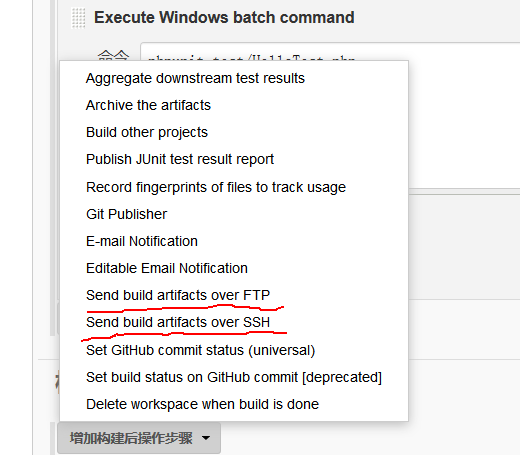 Execute Windows batch command
命令
phpunit test/HelloTest.php
Aggregate downstream test results
Archive the artifacts
Build other projects
Publish JUnit test result report
Record fingerprints of files to track usage
Git Publisher
E-mail Notification
Editable Email Notification
Send build artifacts over FTP
Send build artifacts over SSH
Set GitHub commit status (universal)
Set build status on GitHub commit [deprecated]
Delete workspace when build is done
增加构建后操作步骤